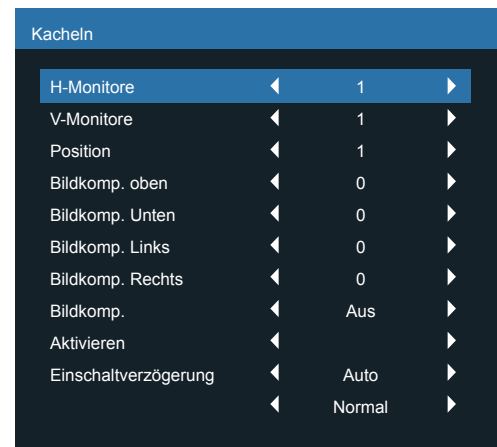 Kacheln
H-Monitore 1
V-Monitore 1
Position 1
Bildkomp. oben 0
Bildkomp. Unten 0
Bildkomp. Links 0
Bildkomp. Rechts 0
Bildkomp. Aus
Aktivieren
Einschaltverzögerung Auto
Normal